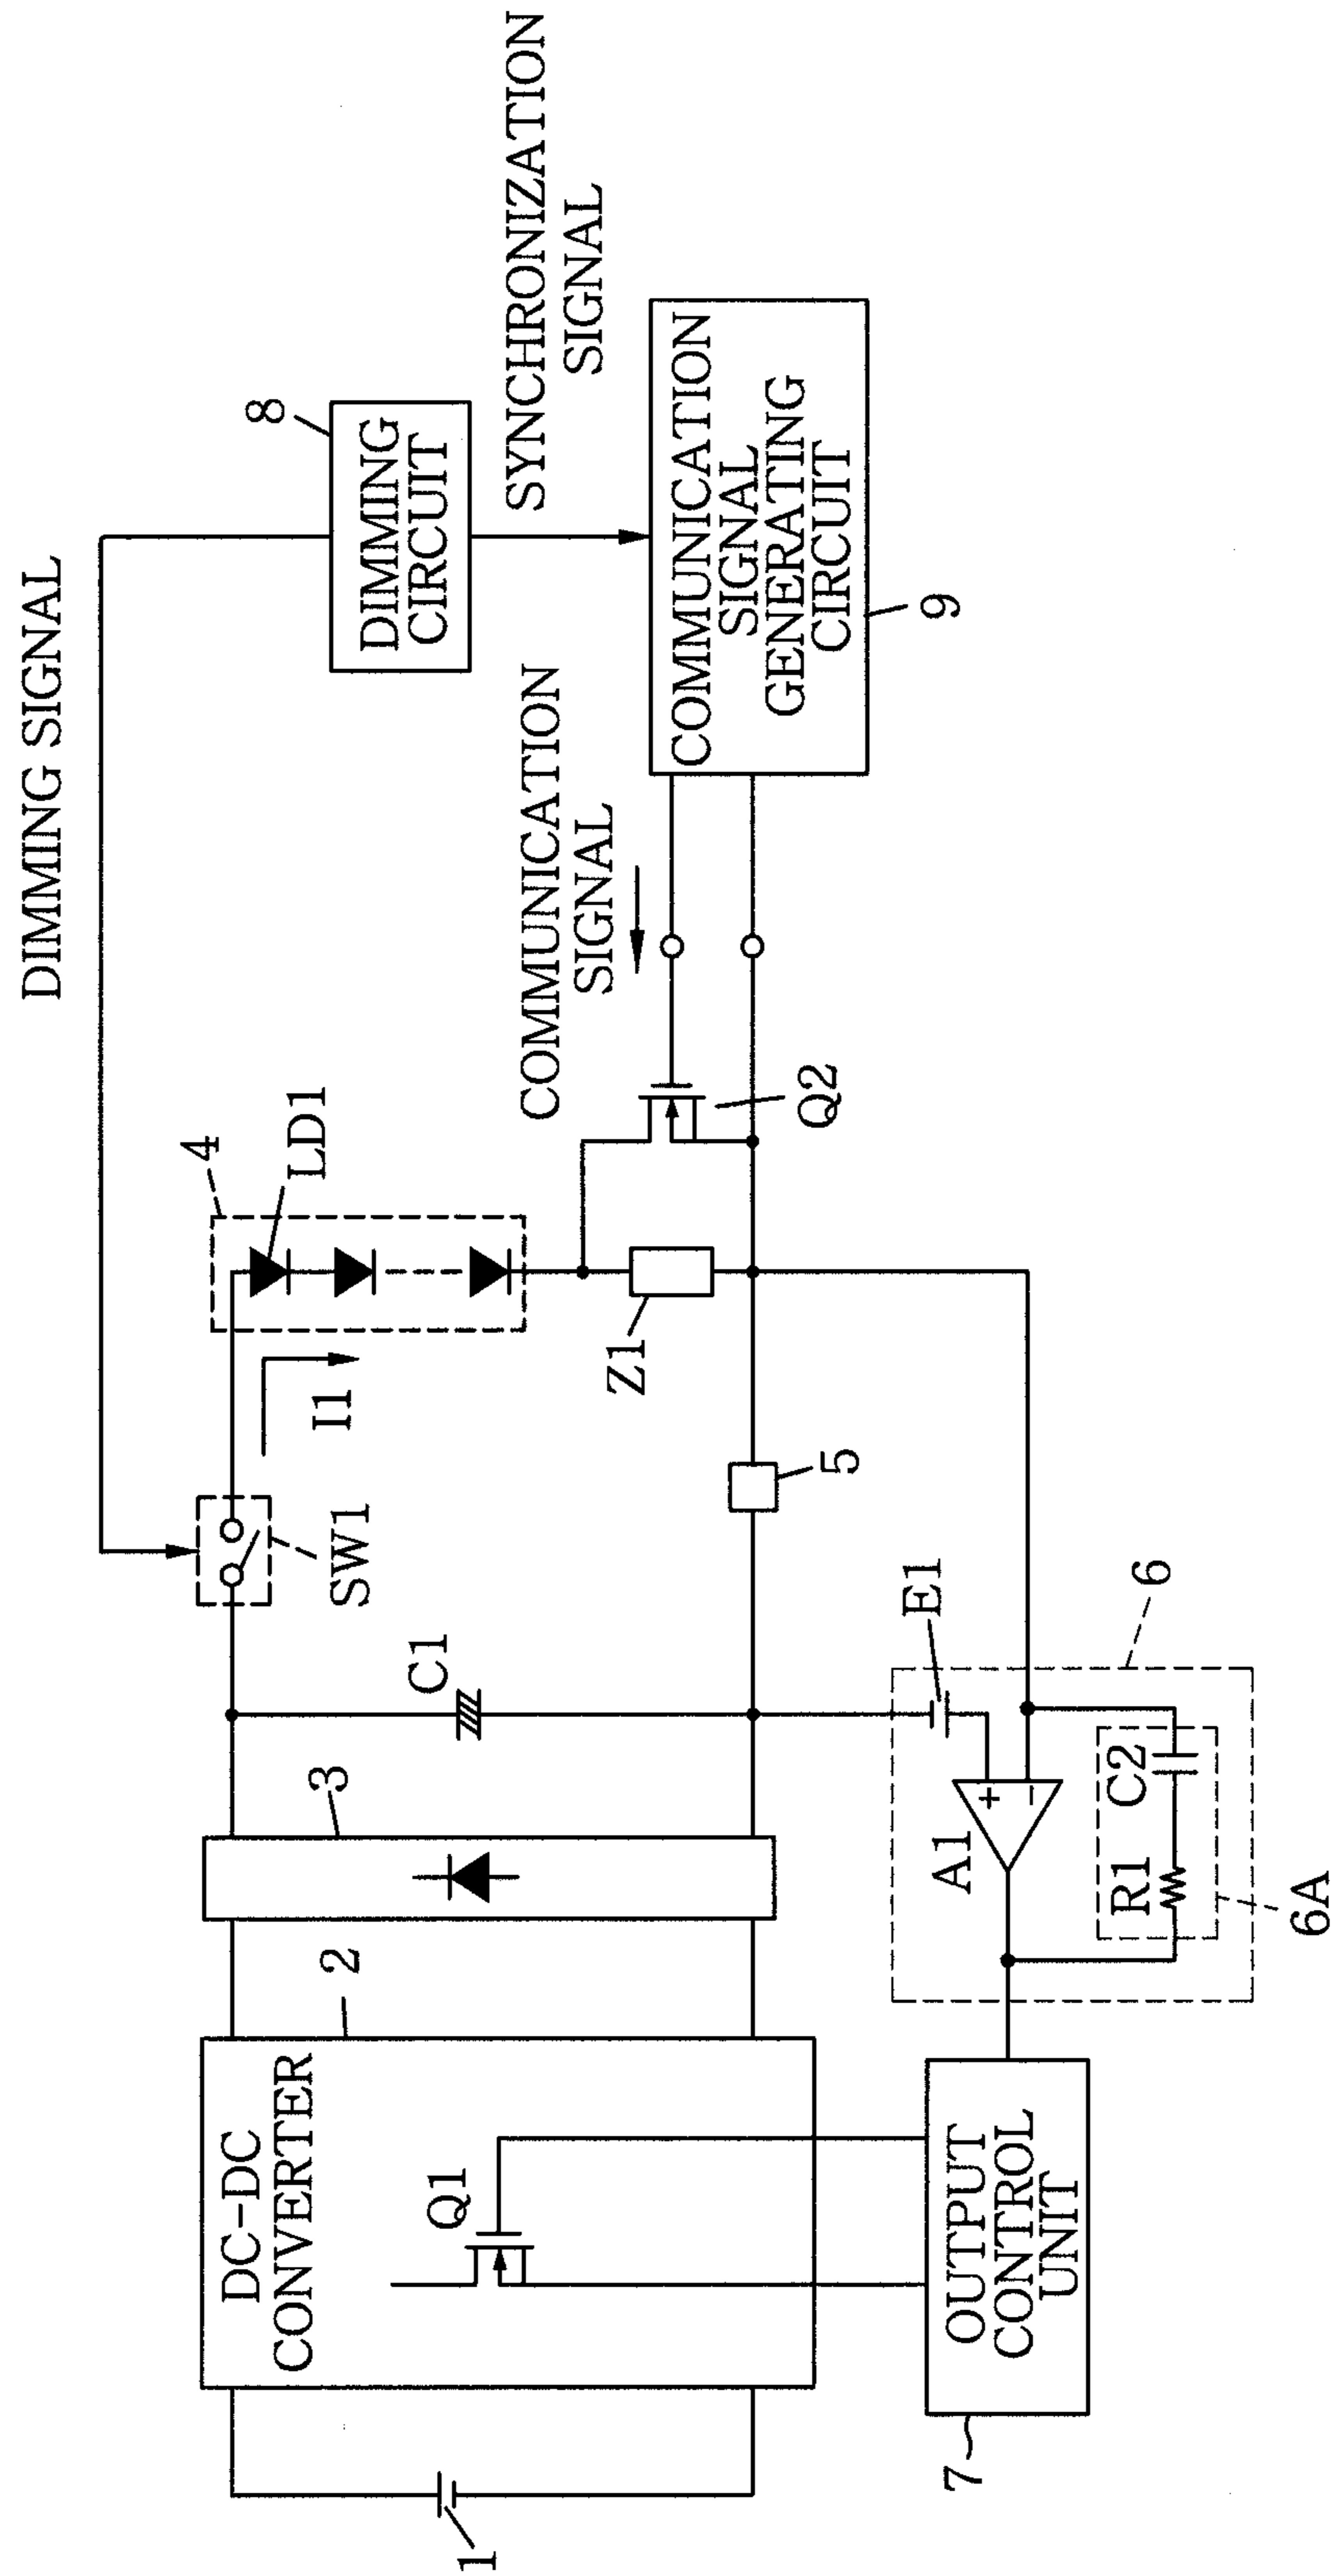 DIMMING SIGNAL
8
DIMMING
CIRCUIT
SYNCHRONIZATION
SIGNAL
4
LD1
I1
SW1
COMMUNICATION
SIGNAL
COMMUNICATION
SIGNAL
GENERATING
CIRCUIT
9
Q2
Z1
5
C1
3
2
DC-DC
CONVERTER
Q1
1
E1
6
+
−
A1
C2
R1
6A
OUTPUT
CONTROL
UNIT
7